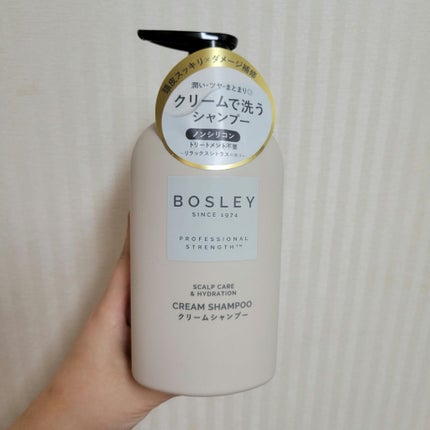 頭皮スッキリ×ダメージ補修
潤い・ツヤ・まとまり
クリームで洗う
シャンプー
ノンシリコン
トリートメント不要
BOSLEY
SINCE 1974
PROFESSIONAL
STRENGTH™
SCALP CARE
& HYDRATION
CREAM SHAMPOO
クリームシャンプー